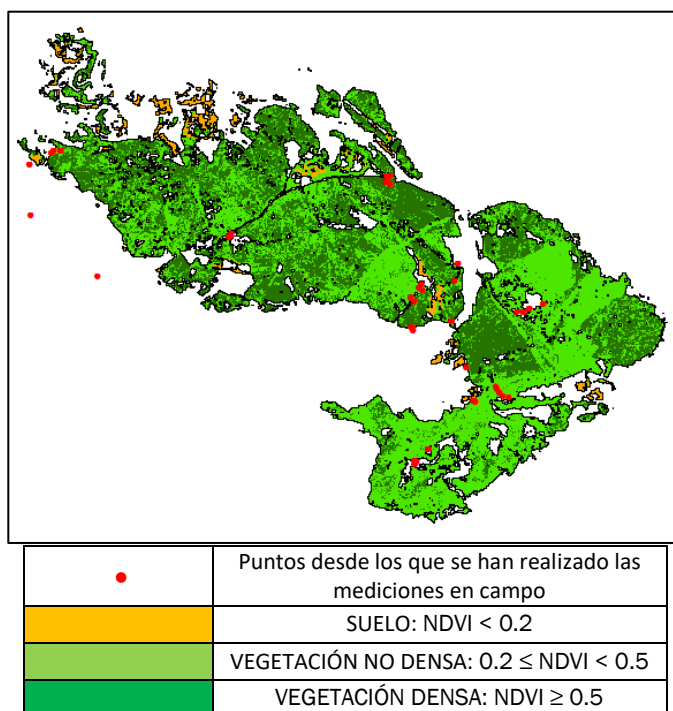 Puntos desde los que se han realizado las
mediciones en campo
SUELO: NDVI < 0.2
VEGETACIÓN NO DENSA: 0.2 ≤ NDVI < 0.5
VEGETACIÓN DENSA: NDVI ≥ 0.5